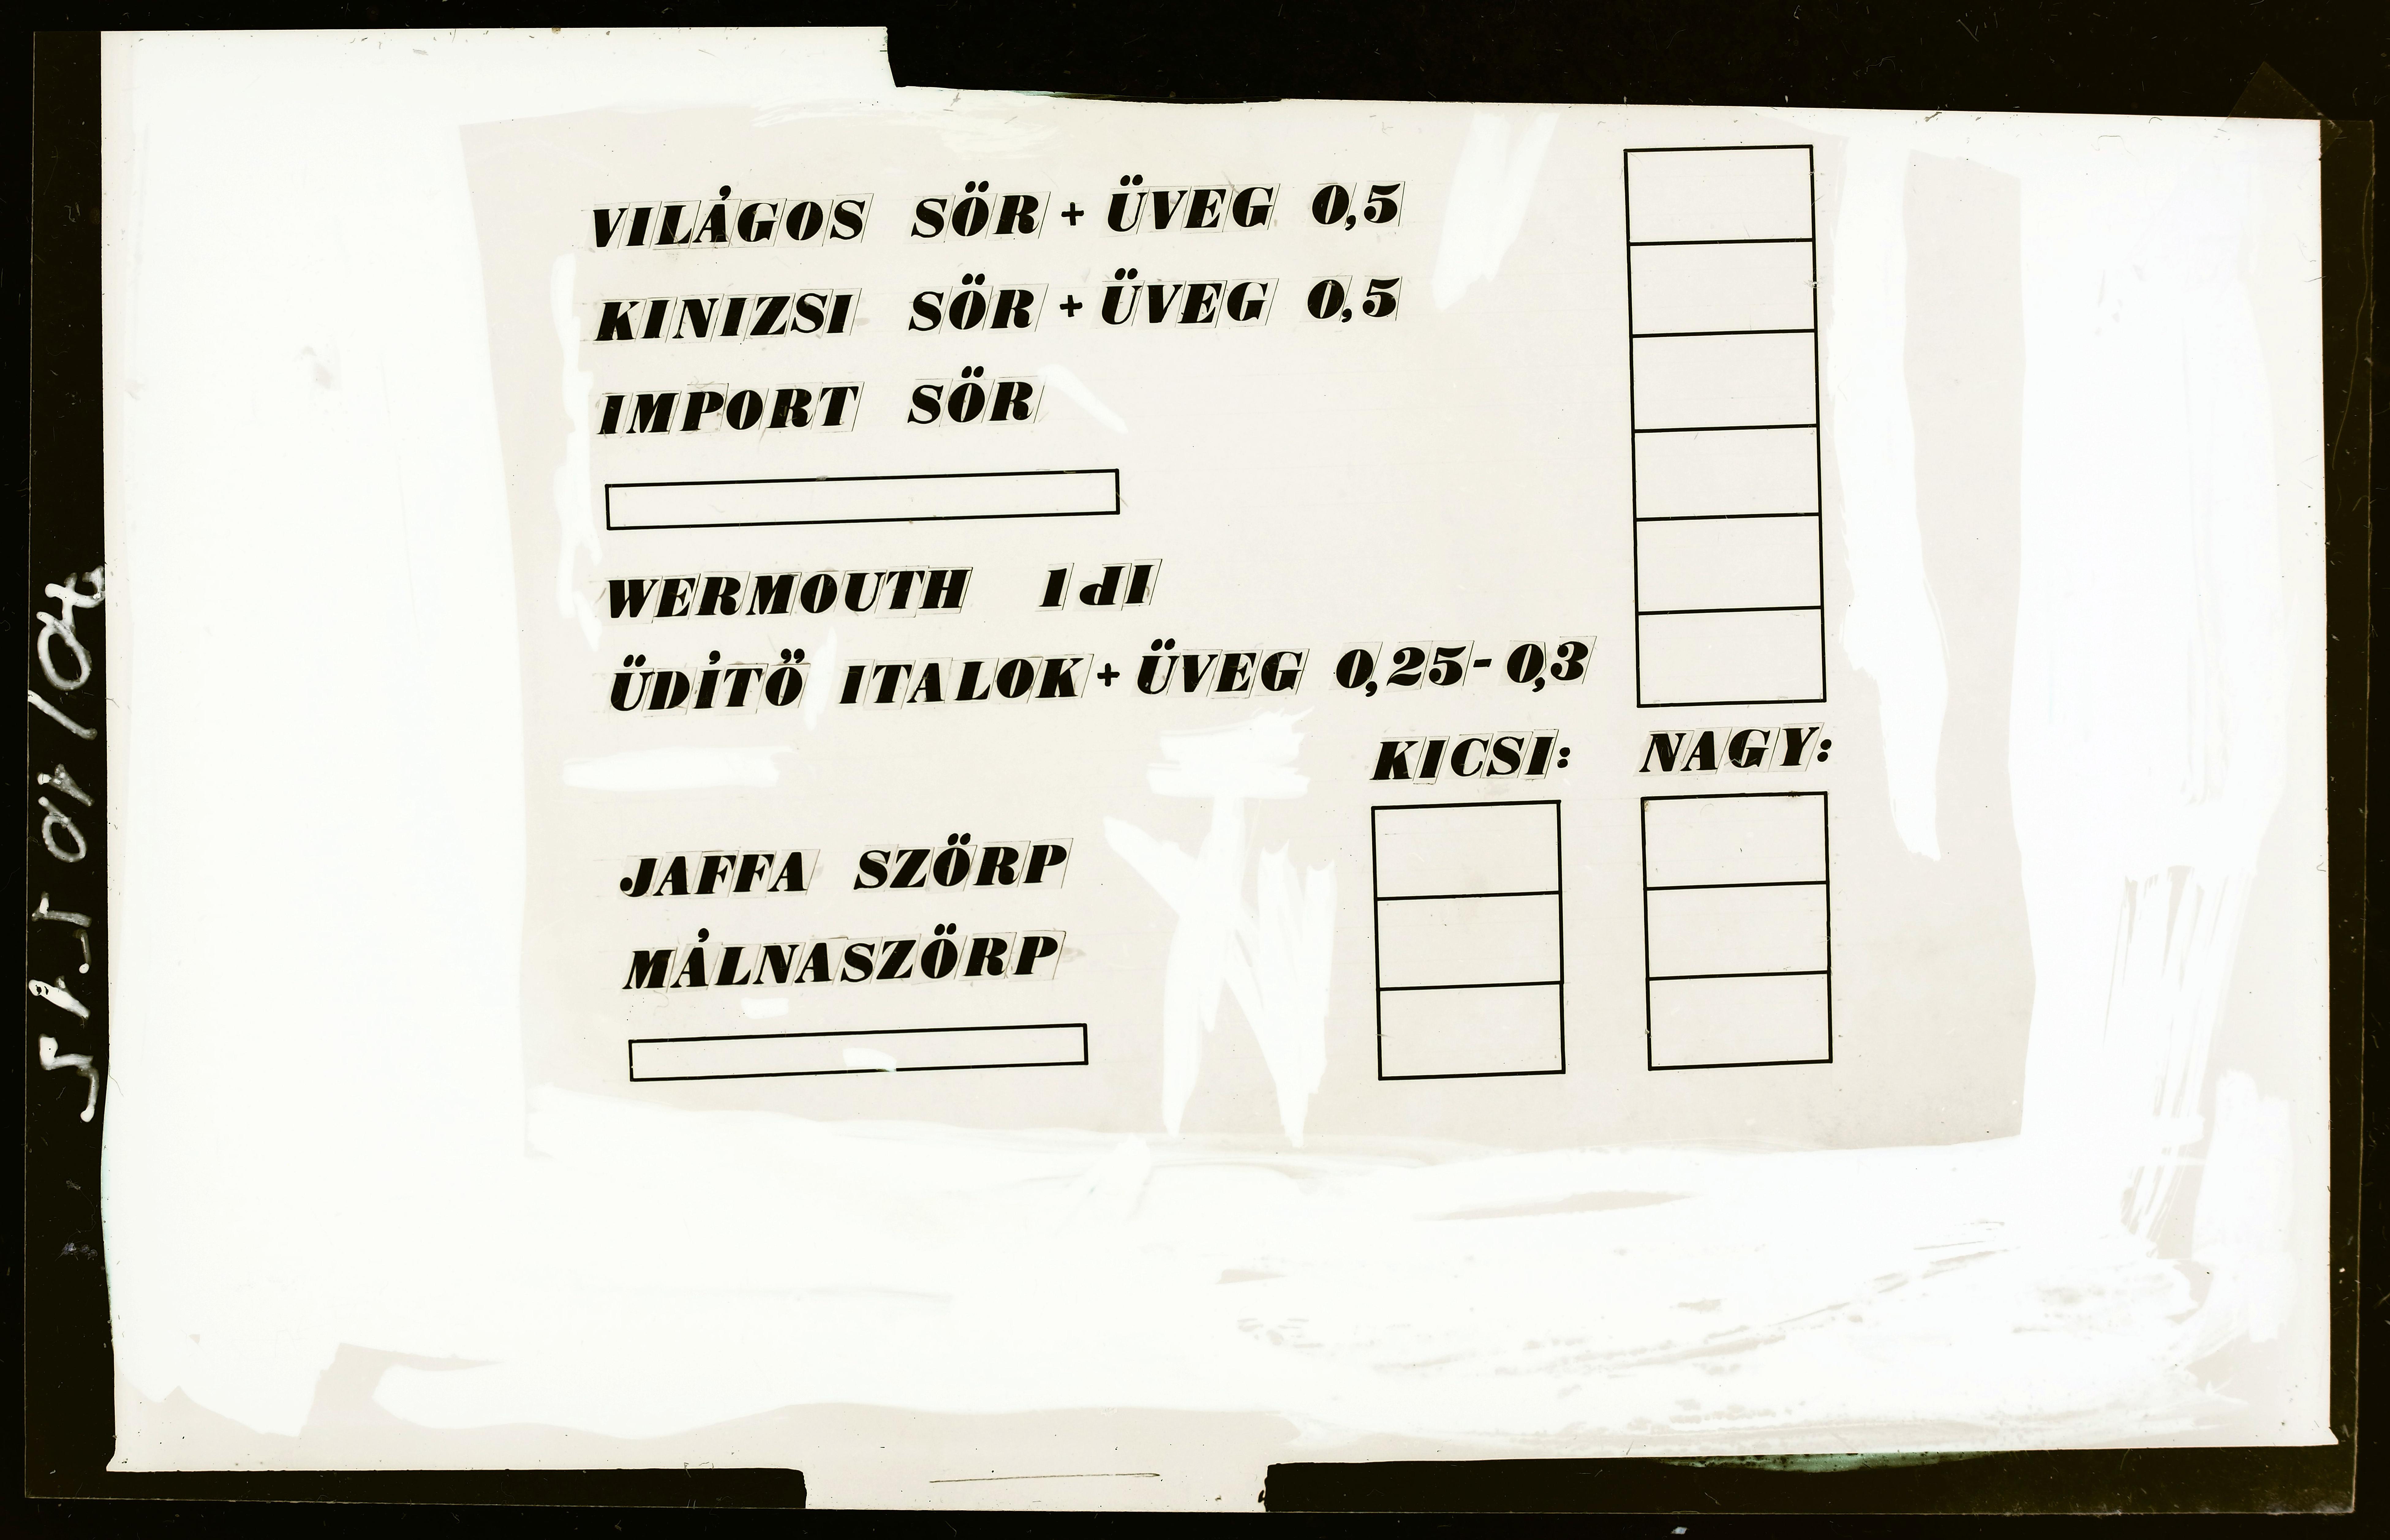 VILÁGOS SÖR + ÜVEG 0,5
KINIZSI SÖR + ÜVEG 0,5
IMPORT SÖR
WERMOUTH 1 dl
ÜDÍTŐ ITALOK + ÜVEG 0,25 - 0,3
KICSI: NAGY:
JAFFA SZÖRP
MÁLNASZÖRP